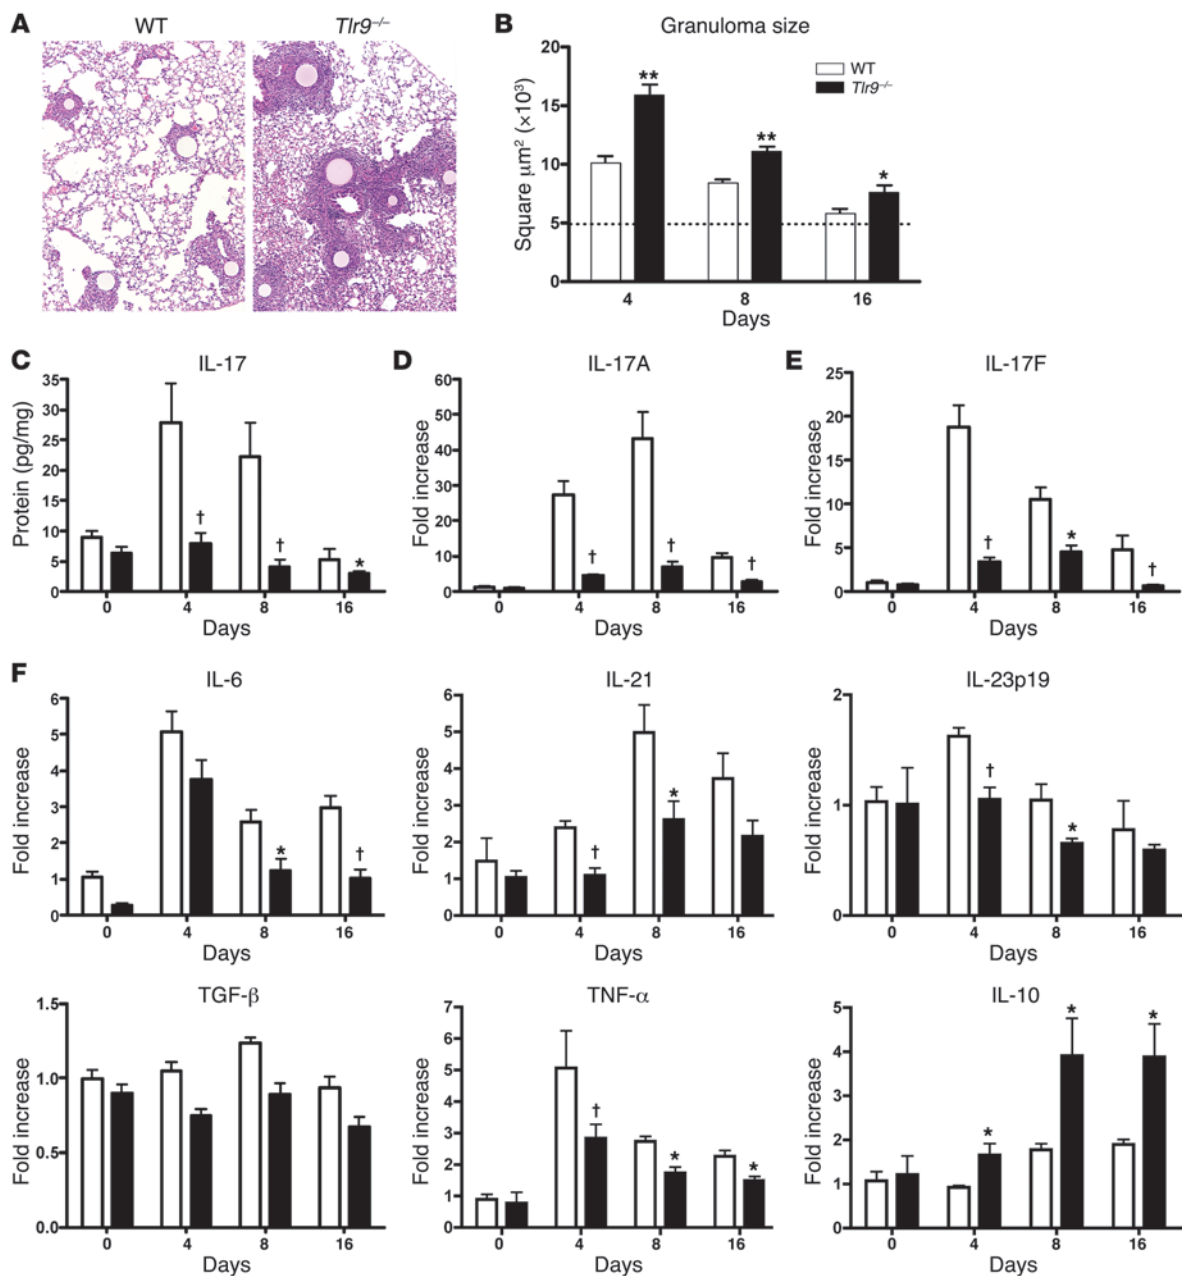 A WT Tlr9–/–
B Granuloma size
Square μm² (×10³)
20
15
10
5
0
WT
Tlr9–/–
** ** *
4 8 16
Days
C IL-17
Protein (pg/mg)
35
30
25
20
15
10
5
0
† † *
0 4 8 16
Days
D IL-17A
Fold increase
60
50
40
30
20
10
0
† † †
0 4 8 16
Days
E IL-17F
Fold increase
25
20
15
10
5
0
† * †
0 4 8 16
Days
F IL-6
Fold increase
6
5
4
3
2
1
0
* †
0 4 8 16
Days
IL-21
Fold increase
6
5
4
3
2
1
0
† *
0 4 8 16
Days
IL-23p19
Fold increase
2
1
0
† *
0 4 8 16
Days
TGF-β
Fold increase
1.5
1.0
0.5
0.0
0 4 8 16
Days
TNF-α
Fold increase
7
6
5
4
3
2
1
0
† * *
0 4 8 16
Days
IL-10
Fold increase
5
4
3
2
1
0
* * *
0 4 8 16
Days